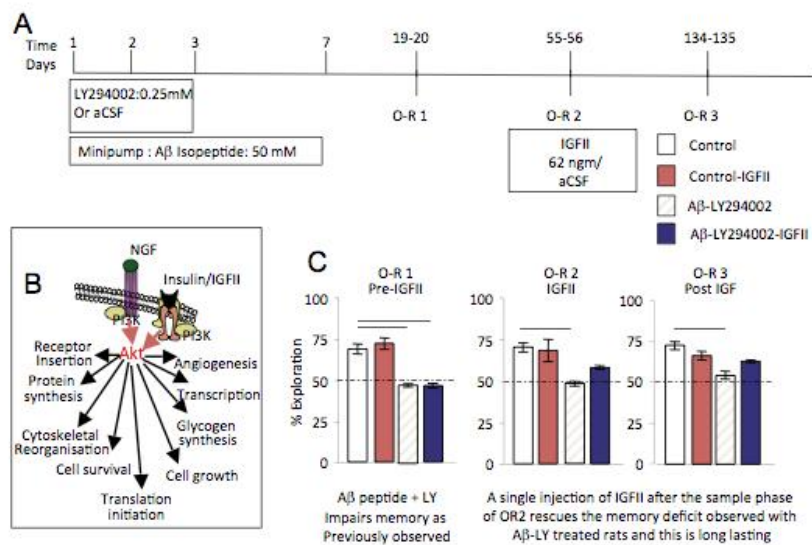 A
Time
Days
1
2
3
7
19-20
55-56
134-135
LY294002:0.25mM
Or aCSF
Minipump : Aβ Isopeptide: 50 mM
O-R 1
O-R 2
O-R 3
IGFII
62 ngm/
aCSF
Control
Control-IGFII
Aβ-LY294002
Aβ-LY294002-IGFII
B
NGF
Insulin/IGFII
PI3K
PI3K
Akt
Receptor
Insertion
Protein
synthesis
Cytoskeletal
Reorganisation
Cell survival
Translation
initiation
Cell growth
Glycogen
synthesis
Transcription
Angiogenesis
C
O-R 1
Pre-IGFII
O-R 2
IGFII
O-R 3
Post IGF
% Exploration
100
75
50
25
0
100
75
50
25
0
100
75
50
25
0
Aβ peptide + LY
Impairs memory as
Previously observed
A single injection of IGFII after the sample phase
of OR2 rescues the memory deficit observed with
Aβ-LY treated rats and this is long lasting